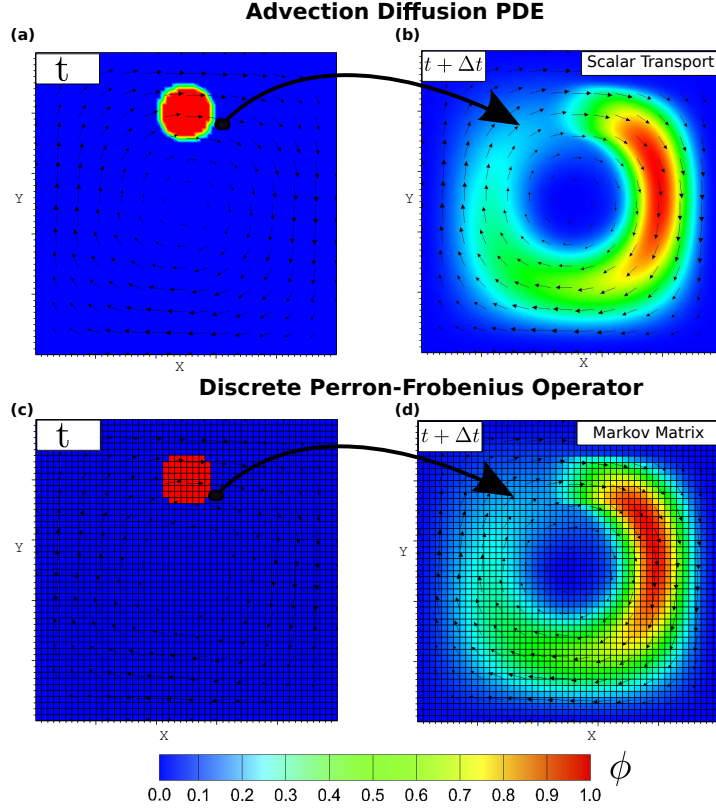 Advection Diffusion PDE
(a)
t
Y
X
(b)
t + Δt
Scalar Transport
Y
X
Discrete Perron-Frobenius Operator
(c)
t
Y
X
(d)
t + Δt
Markov Matrix
Y
X
ϕ
0.0 0.1 0.2 0.3 0.4 0.5 0.6 0.7 0.8 0.9 1.0